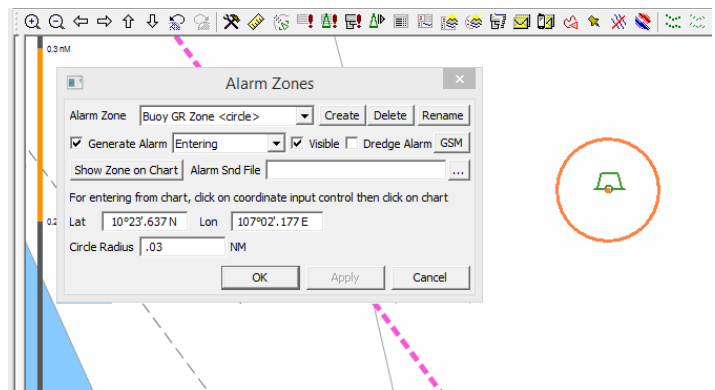 0.3 nM
Alarm Zones
Alarm Zone Buoy GR Zone <circle> Create Delete Rename
Generate Alarm Entering Visible Dredge Alarm GSM
Show Zone on Chart Alarm Snd File ...
For entering from chart, click on coordinate input control then click on chart
0.2
Lat 10°23'.637 N Lon 107°02'.177 E
Circle Radius .03 NM
OK Apply Cancel